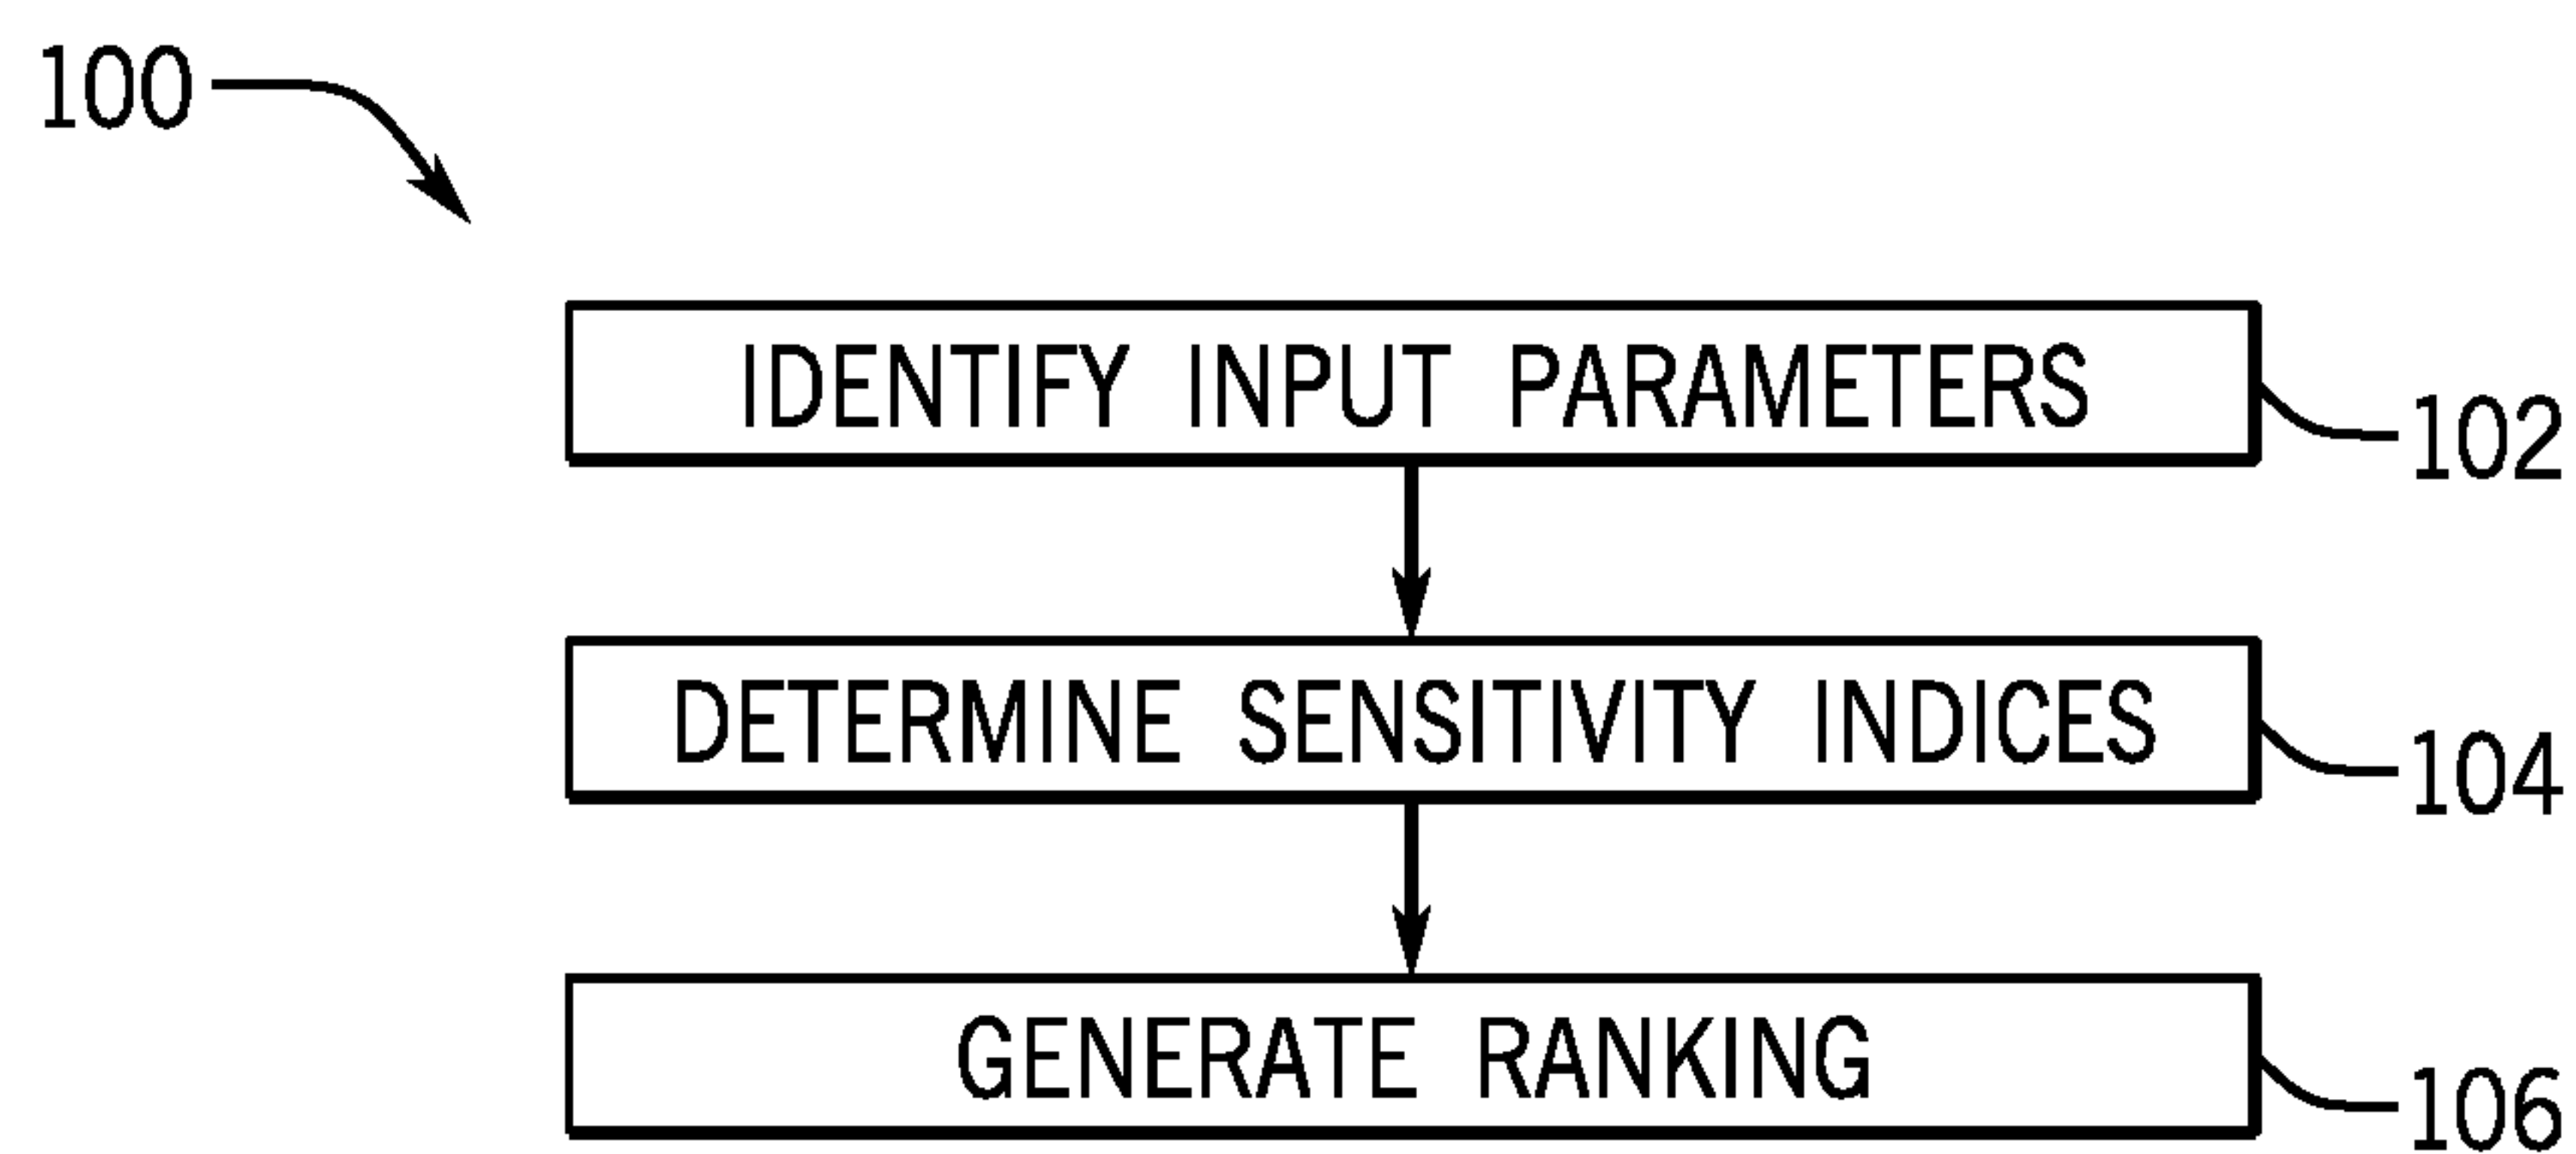 100
IDENTIFY INPUT PARAMETERS
102
DETERMINE SENSITIVITY INDICES
104
GENERATE RANKING
106